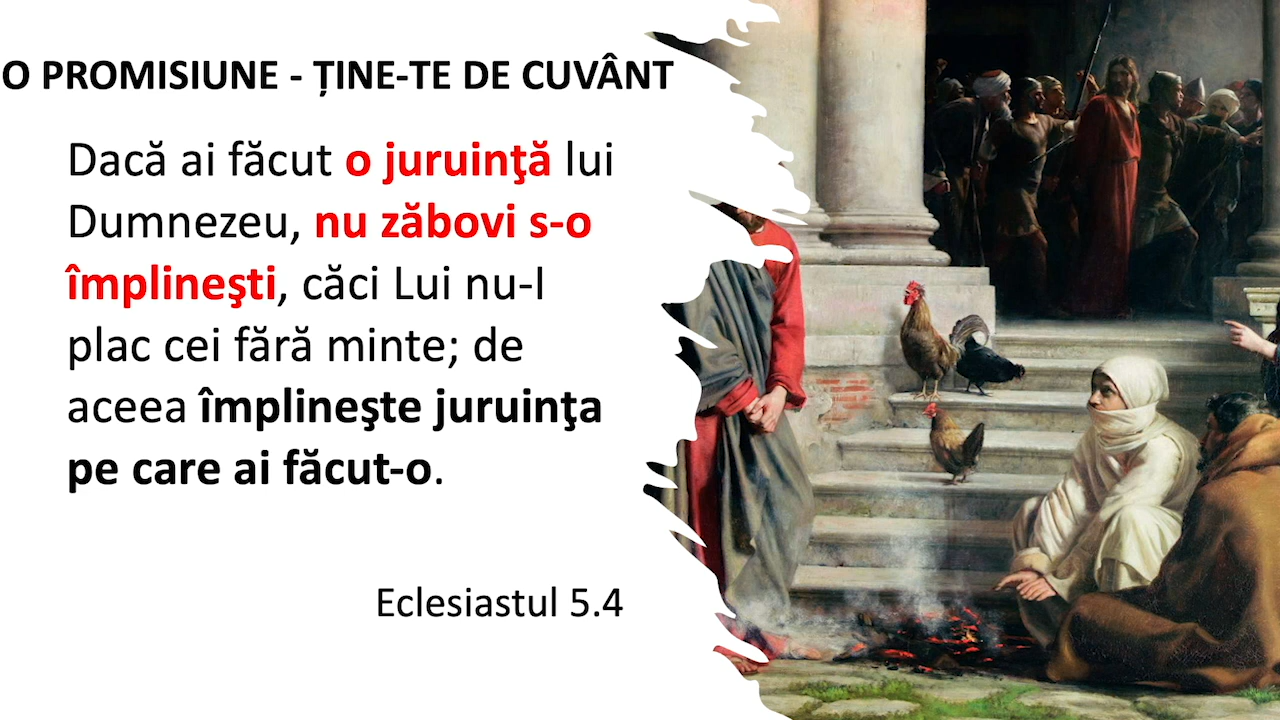 O PROMISIUNE - ȚINE-TE DE CUVÂNT
Dacă ai făcut o juruinţă lui
Dumnezeu, nu zăbovi s-o
împlineşti, căci Lui nu-I
plac cei fără minte; de
aceea împlineşte juruinţa
pe care ai făcut-o.
Eclesiastul 5.4